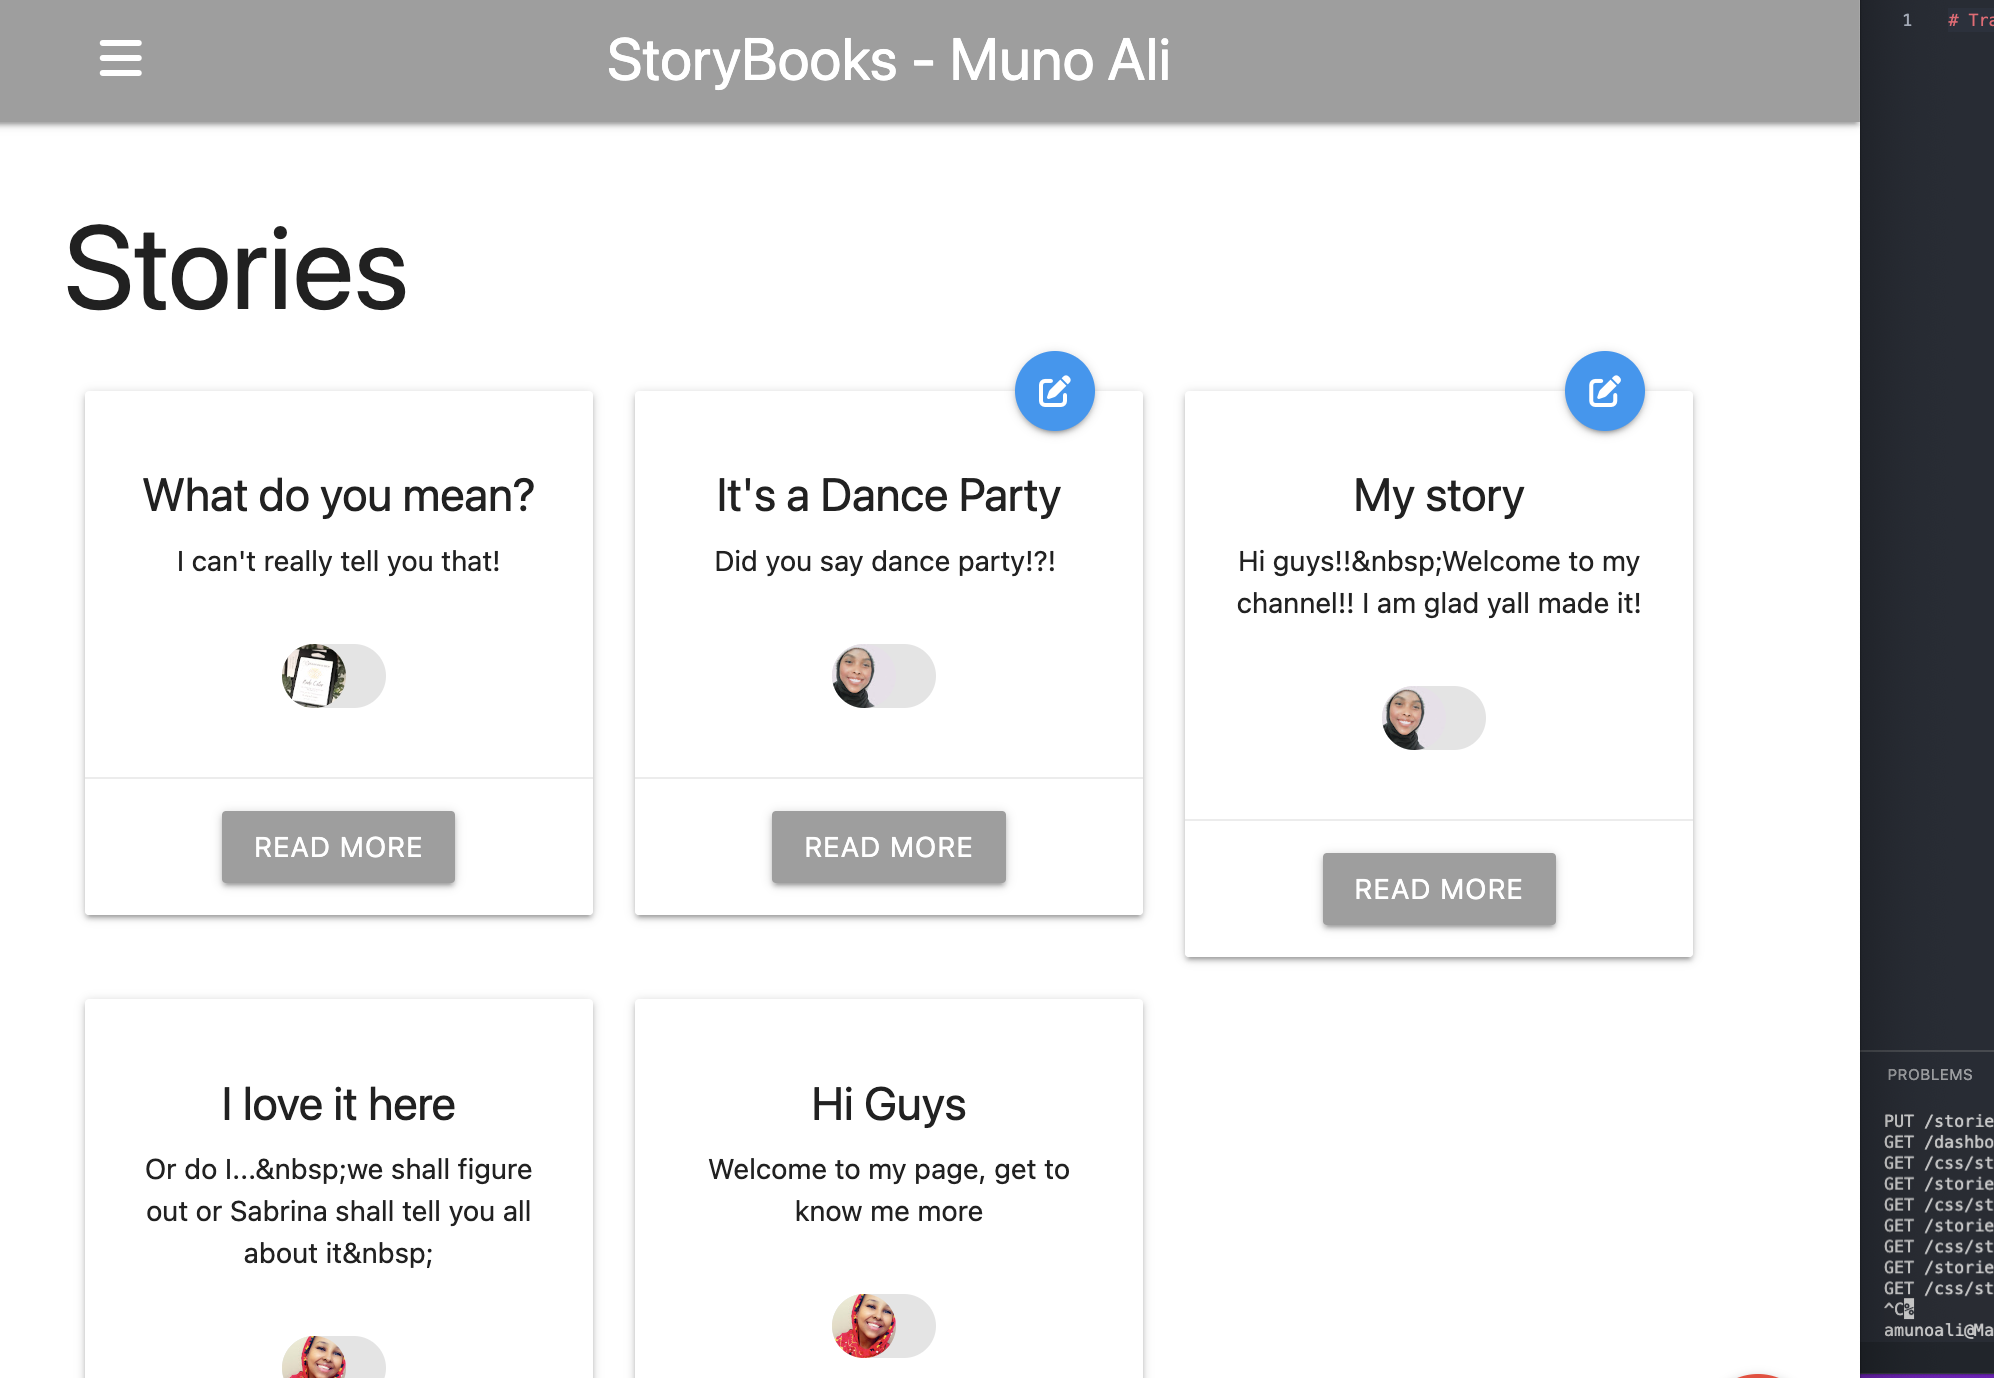 StoryBooks - Muno Ali
Stories
What do you mean?
I can't really tell you that!
READ MORE
It's a Dance Party
Did you say dance party!?!
READ MORE
My story
Hi guys!!&nbsp;Welcome to my
channel!! I am glad yall made it!
READ MORE
I love it here
Or do I...&nbsp;we shall figure
out or Sabrina shall tell you all
about it&nbsp;
Hi Guys
Welcome to my page, get to
know me more
1 # Tra
PROBLEMS
PUT /storie
GET /dashbo
GET /css/st
GET /storie
GET /css/st
GET /storie
GET /css/st
GET /storie
GET /css/st
^C%
amunoali@Ma